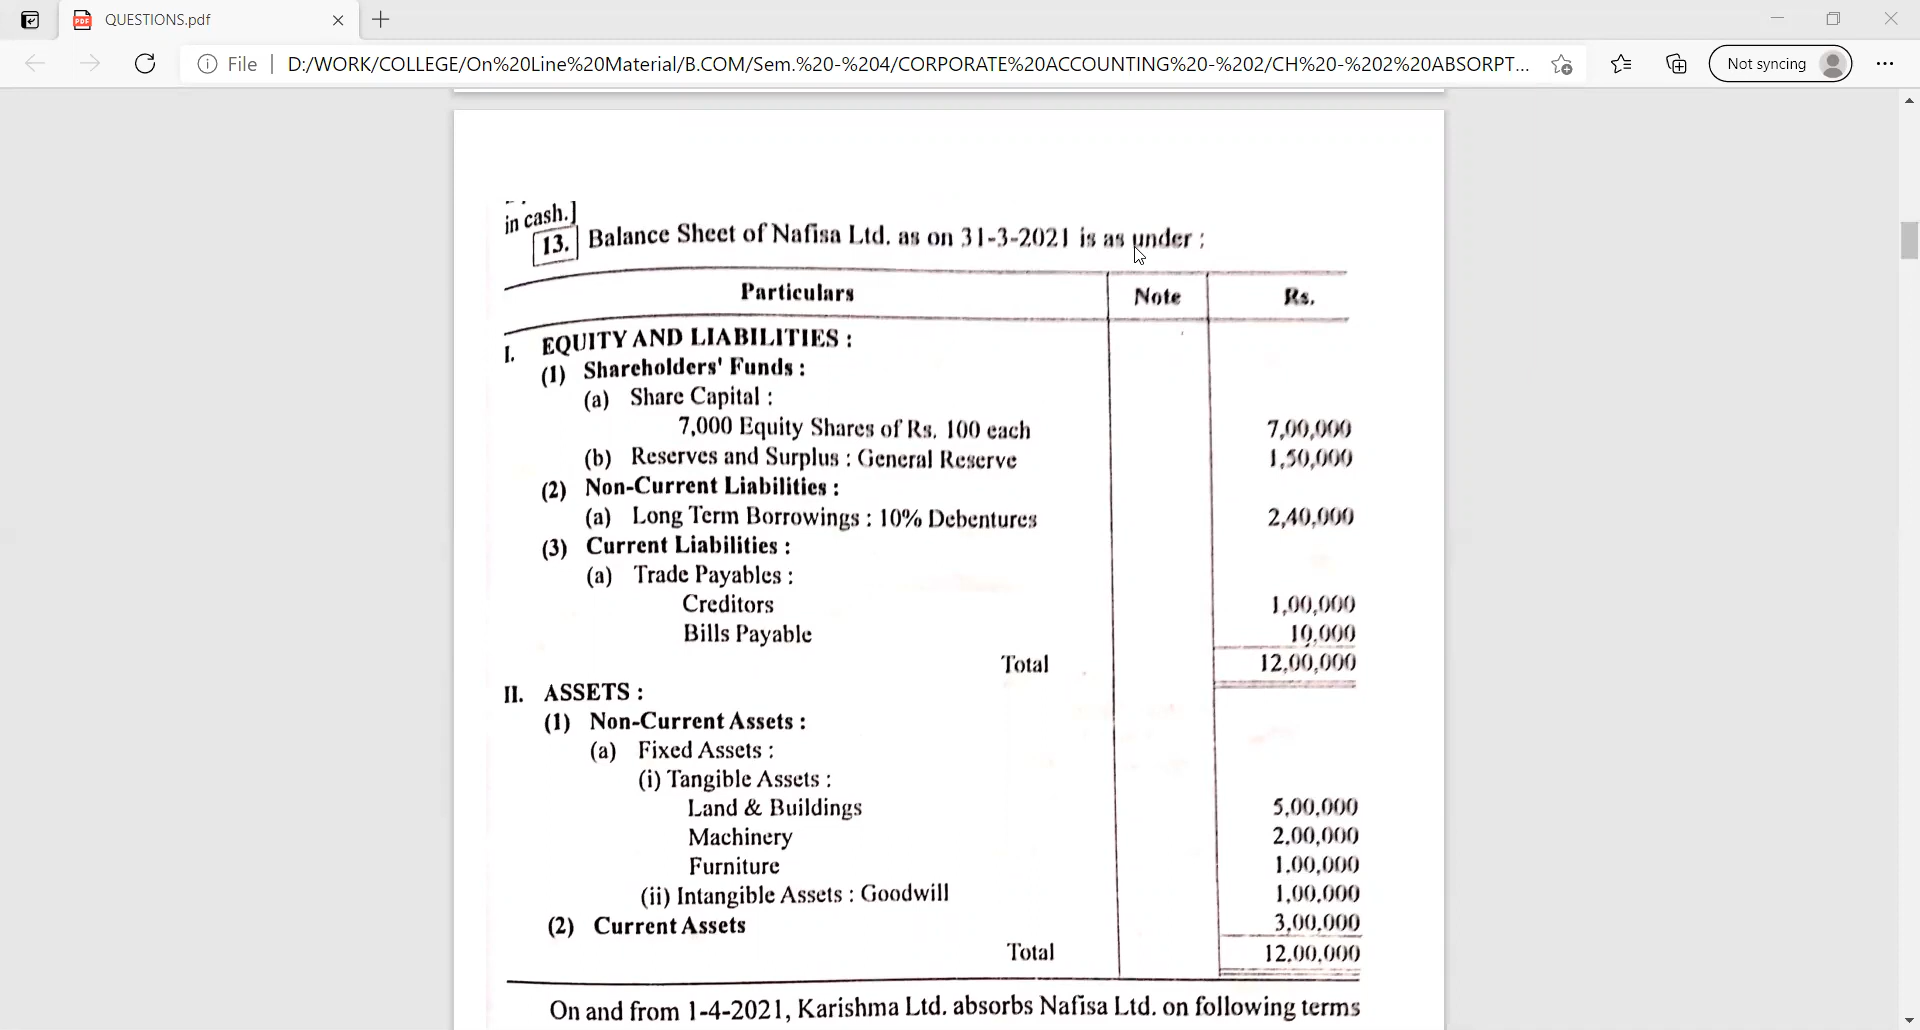 QUESTIONS.pdf
File
D:/WORK/COLLEGE/On%20Line%20Material/B.COM/Sem.%20-%204/CORPORATE%20ACCOUNTING%20-%202/CH%20-%202%20ABSORPT...
Not syncing
in cash.]
13. Balance Sheet of Nafisa Ltd. as on 31-3-2021 is as under :
Particulars Note Rs.
I. EQUITY AND LIABILITIES :
(1) Shareholders' Funds :
(a) Share Capital :
7,000 Equity Shares of Rs. 100 each 7,00,000
(b) Reserves and Surplus : General Reserve 1,50,000
(2) Non-Current Liabilities :
(a) Long Term Borrowings : 10% Debentures 2,40,000
(3) Current Liabilities :
(a) Trade Payables :
Creditors 1,00,000
Bills Payable 10,000
Total 12,00,000
II. ASSETS :
(1) Non-Current Assets :
(a) Fixed Assets :
(i) Tangible Assets :
Land & Buildings 5,00,000
Machinery 2,00,000
Furniture 1,00,000
(ii) Intangible Assets : Goodwill 1,00,000
(2) Current Assets 3,00,000
Total 12,00,000
On and from 1-4-2021, Karishma Ltd. absorbs Nafisa Ltd. on following terms